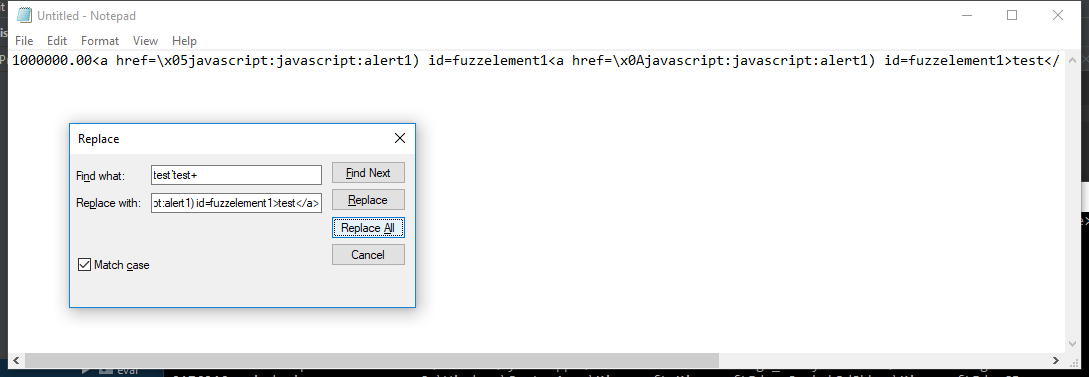 Untitled - Notepad
File Edit Format View Help
1000000.00<a href=\x05javascript:javascript:alert1) id=fuzzelement1<a href=\x0Ajavascript:javascript:alert1) id=fuzzelement1>test</
Replace
Find what: test`test+ Find Next
Replace with: pt:alert1) id=fuzzelement1>test</a> Replace
Replace All
Cancel
Match case
eval